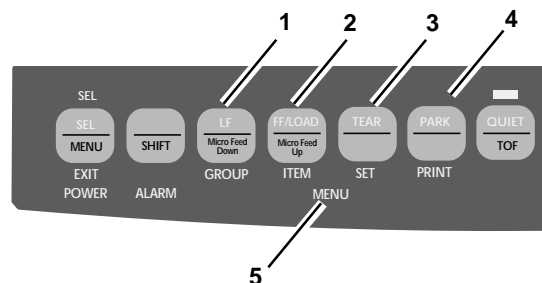 1 2 3 4
SEL
SEL LF FF/LOAD TEAR PARK QUIET
MENU SHIFT Micro Feed Down Micro Feed Up TOF
EXIT GROUP ITEM SET PRINT
POWER ALARM MENU
5